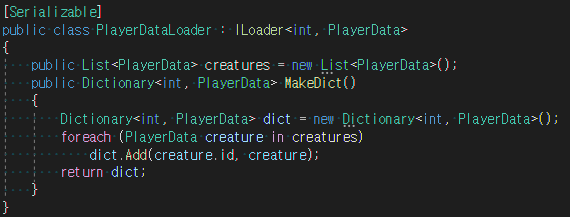 [Serializable]
public class PlayerDataLoader : ILoader<int, PlayerData>
{
    public List<PlayerData> creatures = new List<PlayerData>();
    public Dictionary<int, PlayerData> MakeDict()
    {
        Dictionary<int, PlayerData> dict = new Dictionary<int, PlayerData>();
        foreach (PlayerData creature in creatures)
            dict.Add(creature.id, creature);
        return dict;
    }
}